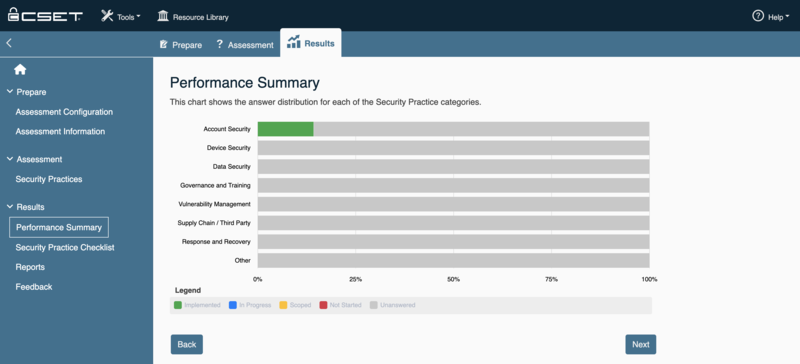 CSET Tools Resource Library Help
Prepare Assessment Results
Prepare
Assessment Configuration
Assessment Information
Assessment
Security Practices
Results
Performance Summary
Security Practice Checklist
Reports
Feedback
Performance Summary
This chart shows the answer distribution for each of the Security Practice categories.
Account Security
Device Security
Data Security
Governance and Training
Vulnerability Management
Supply Chain / Third Party
Response and Recovery
Other
0% 25% 50% 75% 100%
Legend
Implemented In Progress Scoped Not Started Unanswered
Back Next